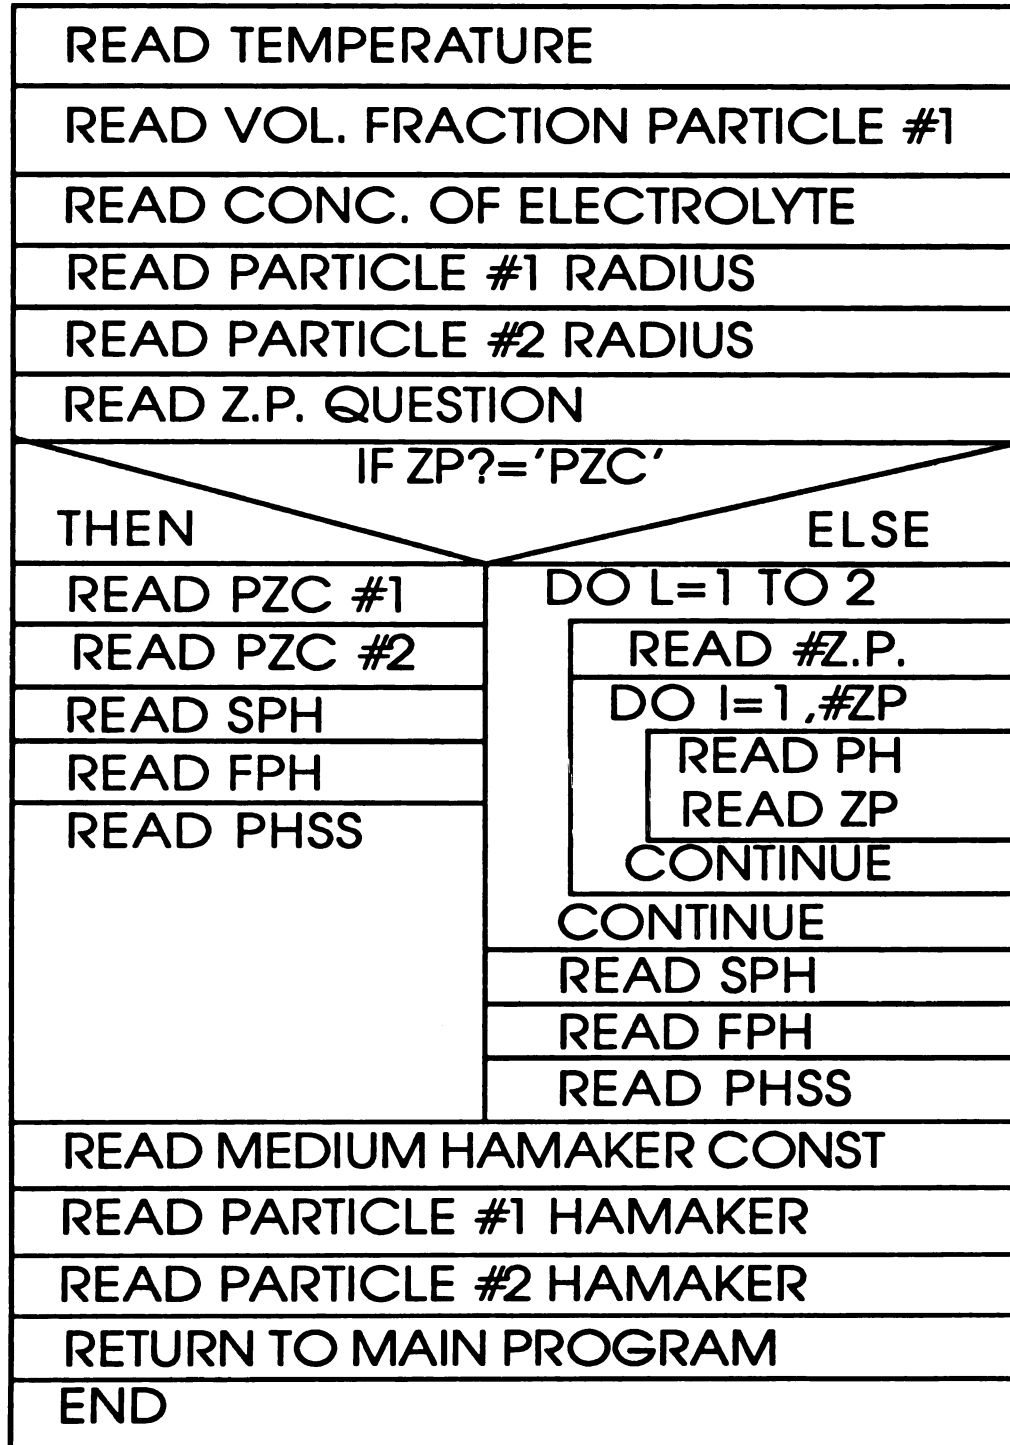 READ TEMPERATURE
READ VOL. FRACTION PARTICLE #1
READ CONC. OF ELECTROLYTE
READ PARTICLE #1 RADIUS
READ PARTICLE #2 RADIUS
READ Z.P. QUESTION
IF ZP?='PZC'
THEN
ELSE
READ PZC #1
READ PZC #2
READ SPH
READ FPH
READ PHSS
DO L=1 TO 2
READ #Z.P.
DO I=1,#ZP
READ PH
READ ZP
CONTINUE
CONTINUE
READ SPH
READ FPH
READ PHSS
READ MEDIUM HAMAKER CONST
READ PARTICLE #1 HAMAKER
READ PARTICLE #2 HAMAKER
RETURN TO MAIN PROGRAM
END